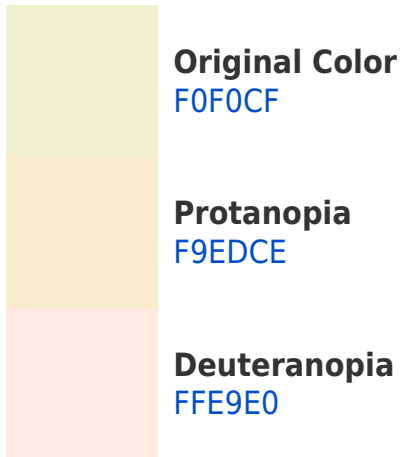 Original Color
F0F0CF
Protanopia
F9EDCE
Deuteranopia
FFE9E0